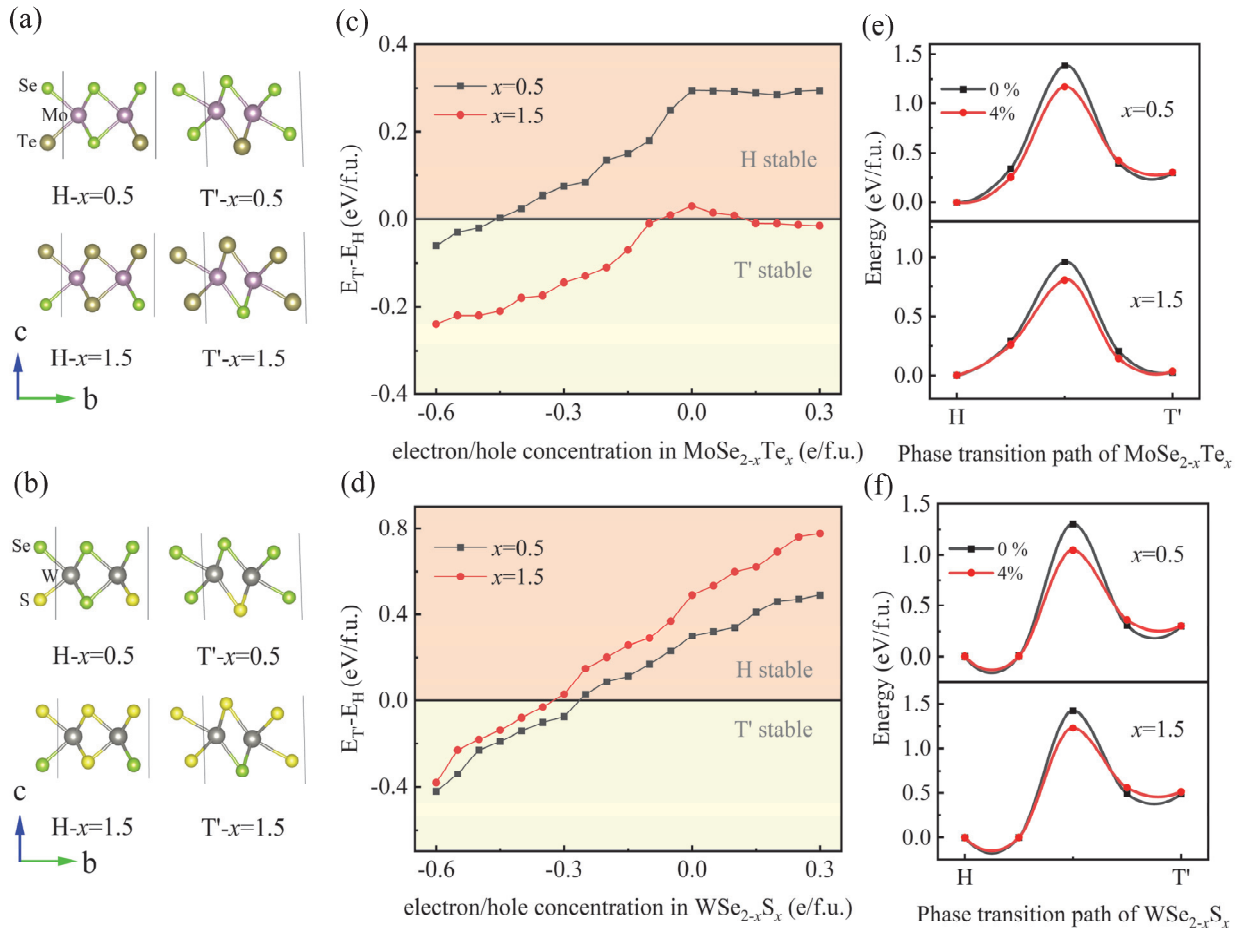 (a)
Se
Mo
Te
H-x=0.5
T'-x=0.5
H-x=1.5
T'-x=1.5
c
b
(b)
Se
W
S
H-x=0.5
T'-x=0.5
H-x=1.5
T'-x=1.5
c
b
(c)
E_T'-E_H (eV/f.u.)
0.4
0.2
0.0
-0.2
-0.4
x=0.5
x=1.5
H stable
T' stable
-0.6
-0.3
0.0
0.3
electron/hole concentration in MoSe₂₋ₓTeₓ (e/f.u.)
(d)
E_T'-E_H (eV/f.u.)
0.8
0.4
0.0
-0.4
x=0.5
x=1.5
H stable
T' stable
-0.6
-0.3
0.0
0.3
electron/hole concentration in WSe₂₋ₓSₓ (e/f.u.)
(e)
Energy (eV/f.u.)
1.5
1.0
0.5
0.0
0 %
4%
x=0.5
1.0
0.5
0.0
x=1.5
H
T'
Phase transition path of MoSe₂₋ₓTeₓ
(f)
Energy (eV/f.u.)
1.5
1.0
0.5
0.0
0 %
4%
x=0.5
1.5
1.0
0.5
0.0
x=1.5
H
T'
Phase transition path of WSe₂₋ₓSₓ